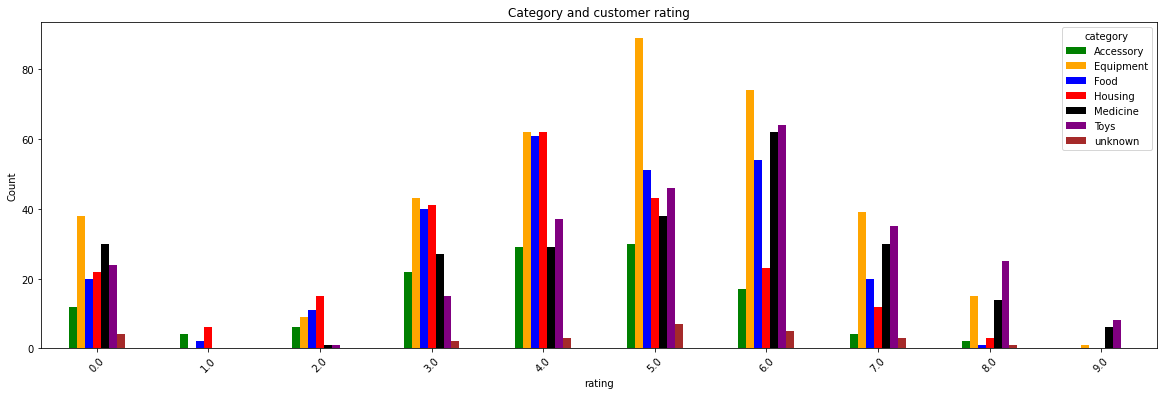 Category and customer rating
category
Accessory
Equipment
Food
Housing
Medicine
Toys
unknown
Count
80
60
40
20
0
0.0 1.0 2.0 3.0 4.0 5.0 6.0 7.0 8.0 9.0
rating